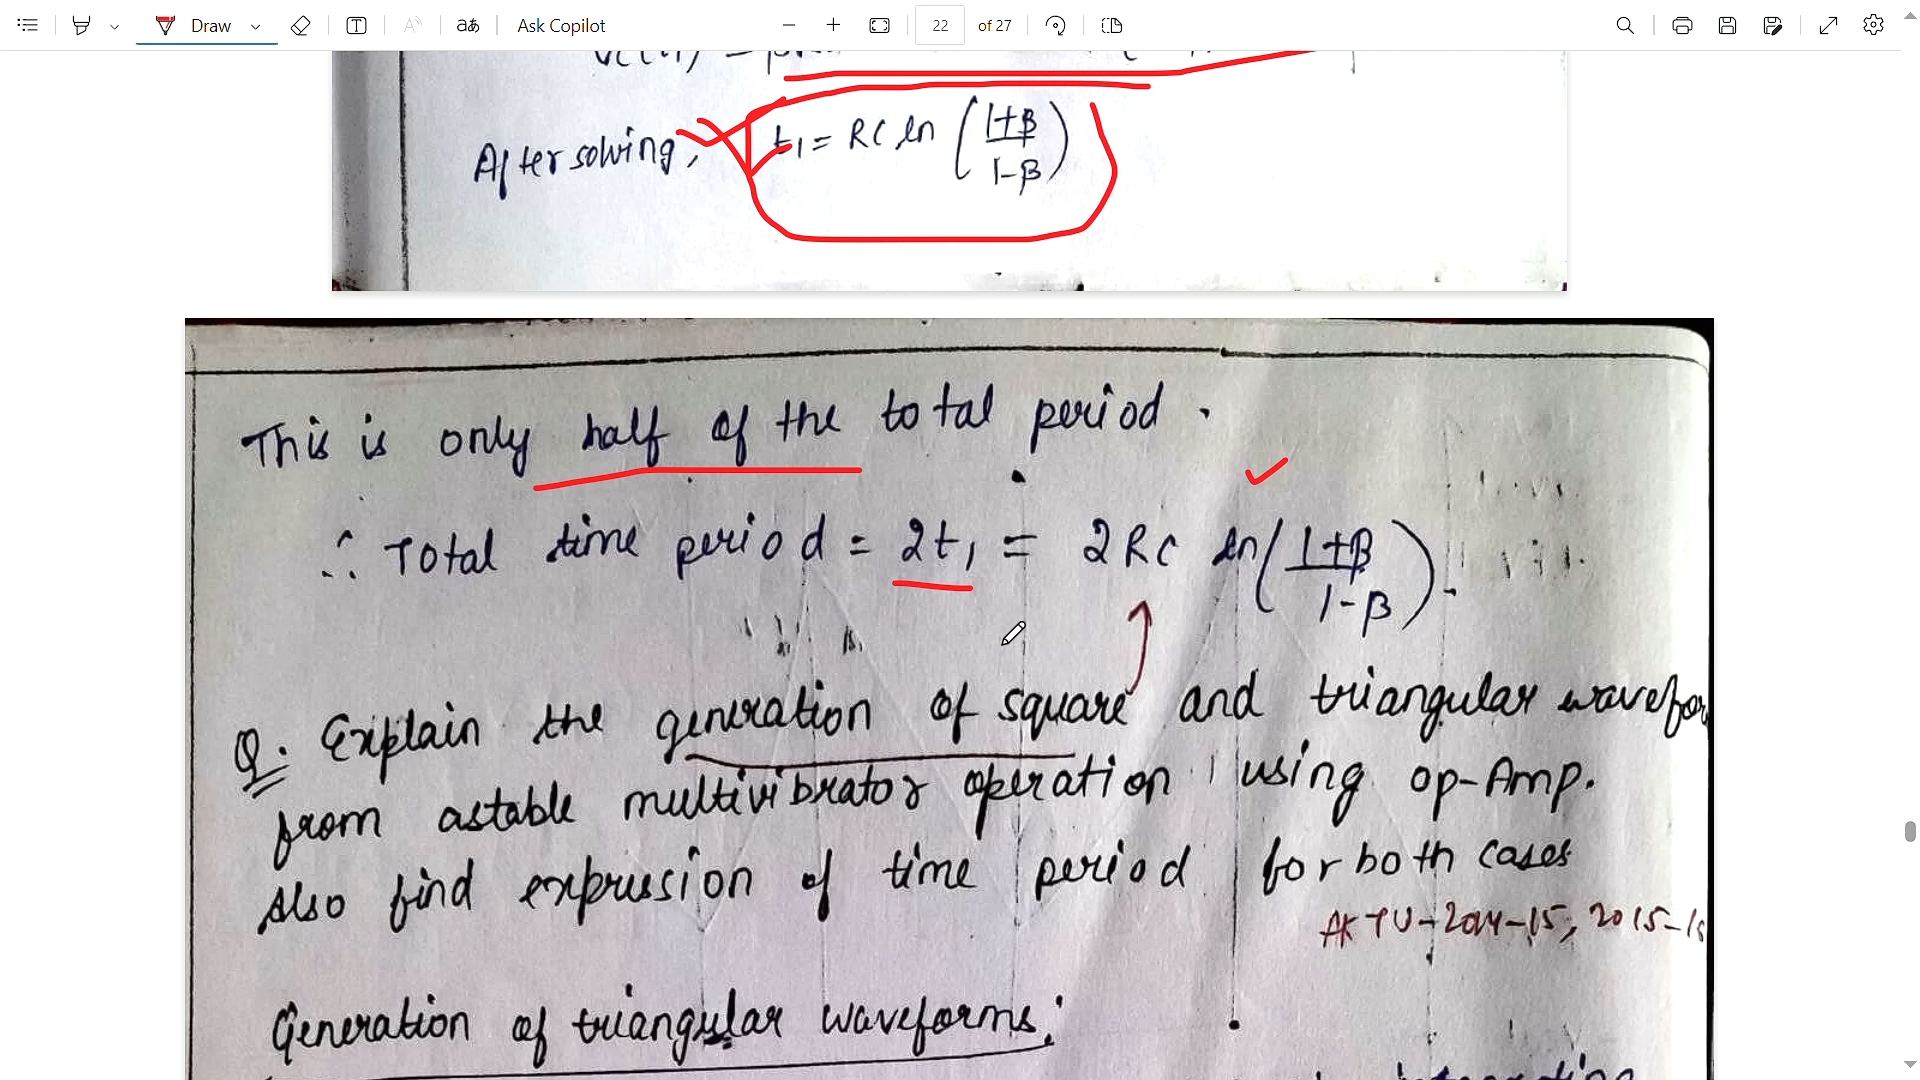 Draw
Ask Copilot
22 of 27
After solving, t1 = RC ln (1+β / 1-β)
This is only half of the total period.
∴ Total time period = 2t1 = 2RC ln (1+β / 1-β).
Q. Explain the generation of square and triangular wavefor
from astable multivibrator operation using op-Amp.
Also find expression of time period for both cases
AKTU-2014-15, 2015-1
Generation of triangular waveforms: